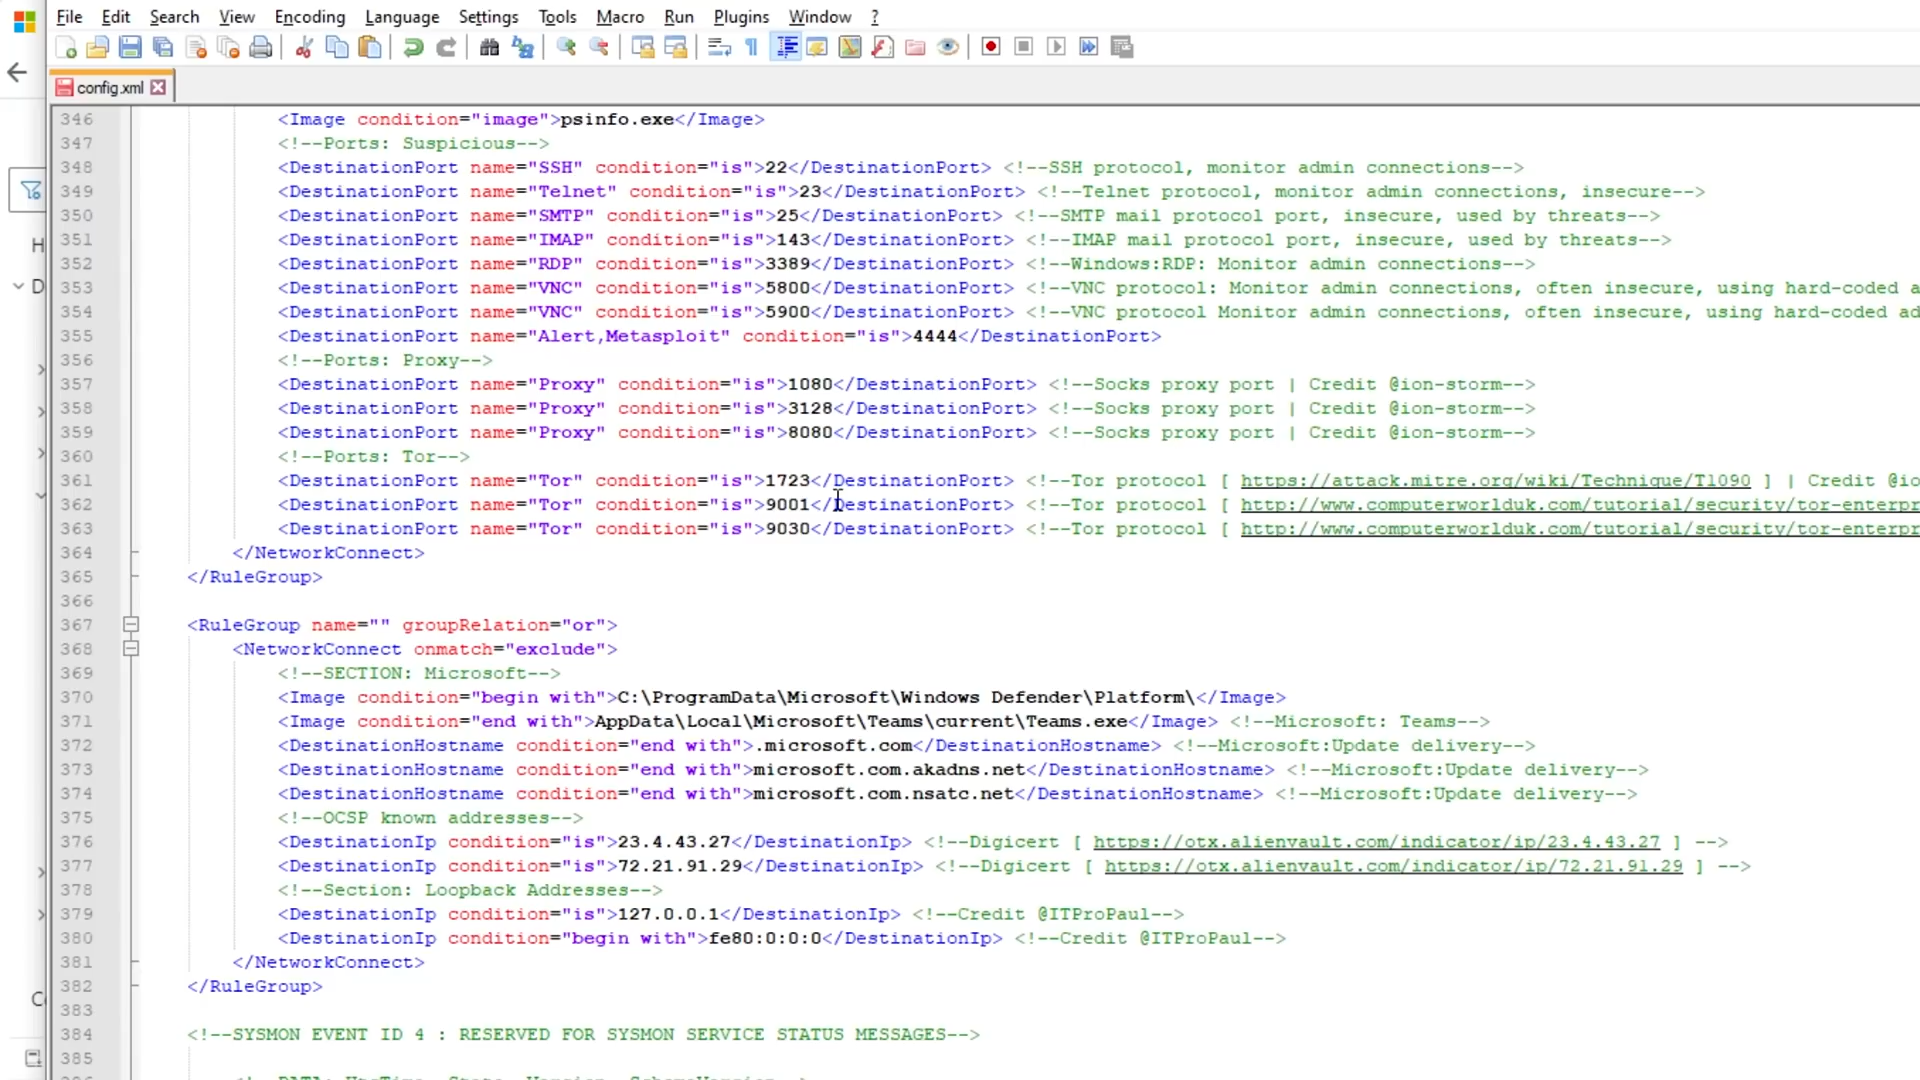 File Edit Search View Encoding Language Settings Tools Macro Run Plugins Window ?
config.xml
346 <Image condition="image">psinfo.exe</Image>
347 <!--Ports: Suspicious-->
348 <DestinationPort name="SSH" condition="is">22</DestinationPort> <!--SSH protocol, monitor admin connections-->
349 <DestinationPort name="Telnet" condition="is">23</DestinationPort> <!--Telnet protocol, monitor admin connections, insecure-->
350 <DestinationPort name="SMTP" condition="is">25</DestinationPort> <!--SMTP mail protocol port, insecure, used by threats-->
351 <DestinationPort name="IMAP" condition="is">143</DestinationPort> <!--IMAP mail protocol port, insecure, used by threats-->
352 <DestinationPort name="RDP" condition="is">3389</DestinationPort> <!--Windows:RDP: Monitor admin connections-->
353 <DestinationPort name="VNC" condition="is">5800</DestinationPort> <!--VNC protocol: Monitor admin connections, often insecure, using hard-coded a
354 <DestinationPort name="VNC" condition="is">5900</DestinationPort> <!--VNC protocol Monitor admin connections, often insecure, using hard-coded ad
355 <DestinationPort name="Alert,Metasploit" condition="is">4444</DestinationPort>
356 <!--Ports: Proxy-->
357 <DestinationPort name="Proxy" condition="is">1080</DestinationPort> <!--Socks proxy port | Credit @ion-storm-->
358 <DestinationPort name="Proxy" condition="is">3128</DestinationPort> <!--Socks proxy port | Credit @ion-storm-->
359 <DestinationPort name="Proxy" condition="is">8080</DestinationPort> <!--Socks proxy port | Credit @ion-storm-->
360 <!--Ports: Tor-->
361 <DestinationPort name="Tor" condition="is">1723</DestinationPort> <!--Tor protocol [ https://attack.mitre.org/wiki/Technique/T1090 ] | Credit @io
362 <DestinationPort name="Tor" condition="is">9001</DestinationPort> <!--Tor protocol [ http://www.computerworlduk.com/tutorial/security/tor-enterpr
363 <DestinationPort name="Tor" condition="is">9030</DestinationPort> <!--Tor protocol [ http://www.computerworlduk.com/tutorial/security/tor-enterpr
364 </NetworkConnect>
365 </RuleGroup>
366
367 <RuleGroup name="" groupRelation="or">
368 <NetworkConnect onmatch="exclude">
369 <!--SECTION: Microsoft-->
370 <Image condition="begin with">C:\ProgramData\Microsoft\Windows Defender\Platform\</Image>
371 <Image condition="end with">AppData\Local\Microsoft\Teams\current\Teams.exe</Image> <!--Microsoft: Teams-->
372 <DestinationHostname condition="end with">.microsoft.com</DestinationHostname> <!--Microsoft:Update delivery-->
373 <DestinationHostname condition="end with">microsoft.com.akadns.net</DestinationHostname> <!--Microsoft:Update delivery-->
374 <DestinationHostname condition="end with">microsoft.com.nsatc.net</DestinationHostname> <!--Microsoft:Update delivery-->
375 <!--OCSP known addresses-->
376 <DestinationIp condition="is">23.4.43.27</DestinationIp> <!--Digicert [ https://otx.alienvault.com/indicator/ip/23.4.43.27 ] -->
377 <DestinationIp condition="is">72.21.91.29</DestinationIp> <!--Digicert [ https://otx.alienvault.com/indicator/ip/72.21.91.29 ] -->
378 <!--Section: Loopback Addresses-->
379 <DestinationIp condition="is">127.0.0.1</DestinationIp> <!--Credit @ITProPaul-->
380 <DestinationIp condition="begin with">fe80:0:0:0</DestinationIp> <!--Credit @ITProPaul-->
381 </NetworkConnect>
382 </RuleGroup>
383
384 <!--SYSMON EVENT ID 4 : RESERVED FOR SYSMON SERVICE STATUS MESSAGES-->
385